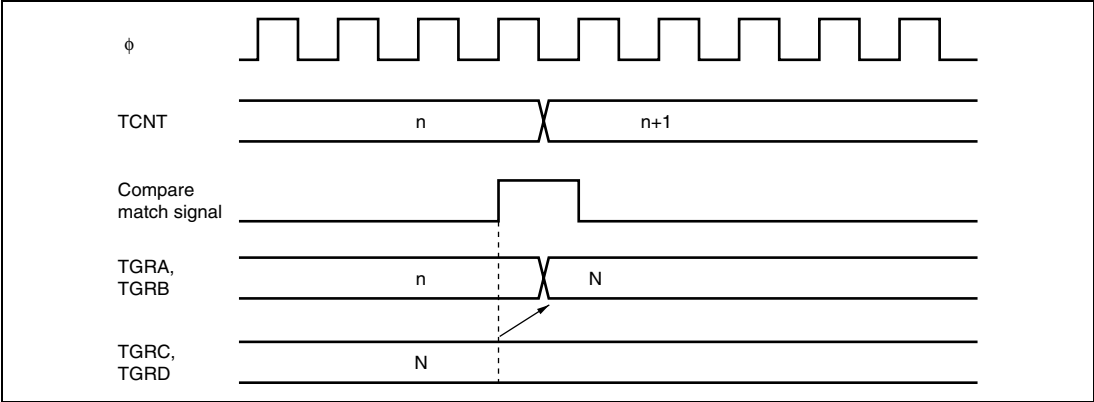 ϕ
TCNT
n
n+1
Compare
match signal
TGRA,
TGRB
n
N
TGRC,
TGRD
N